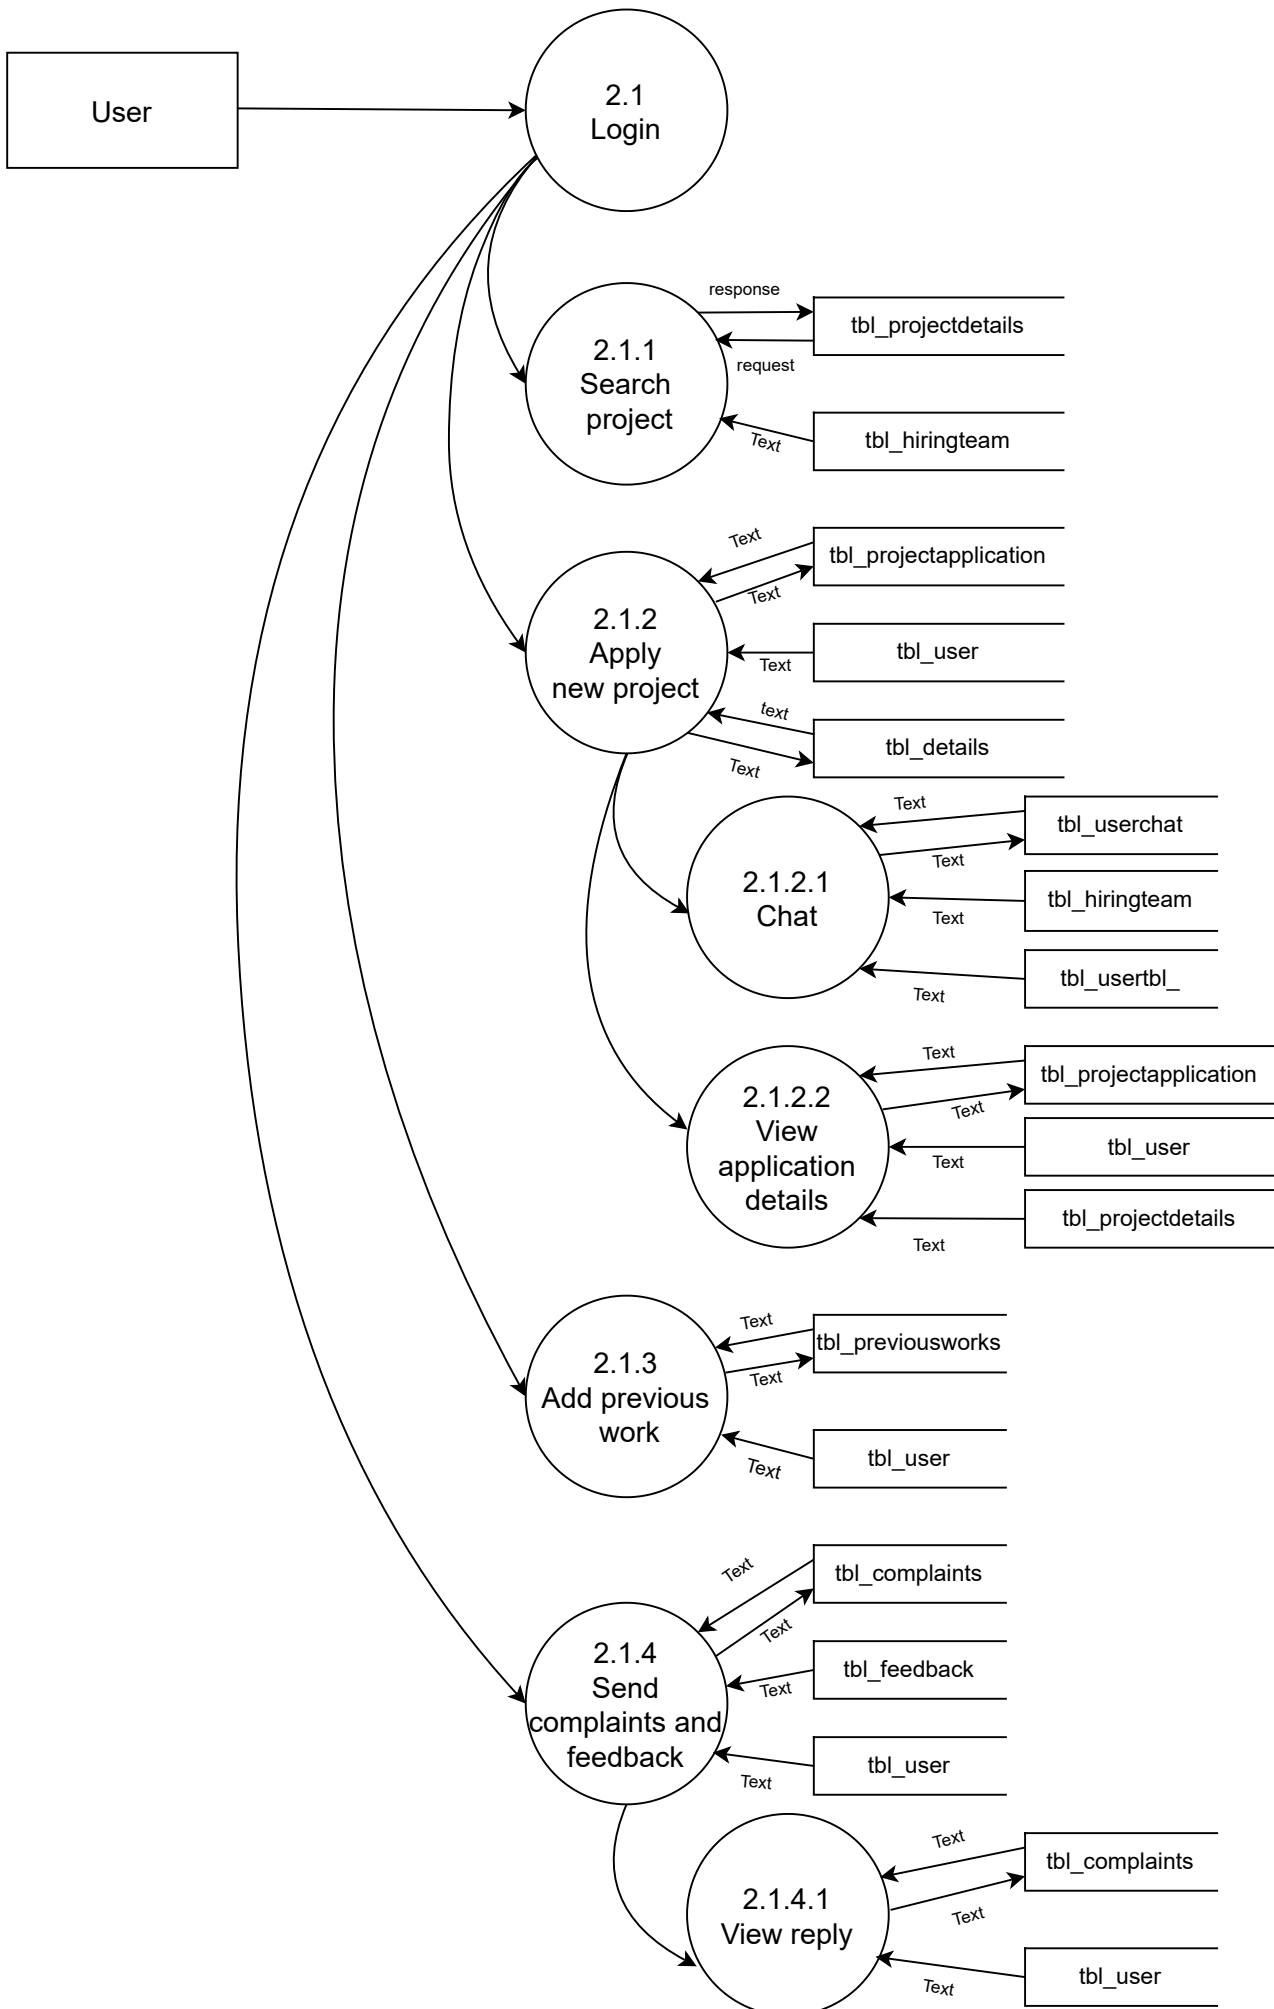 User
2.1
Login
response
tbl_projectdetails
request
2.1.1
Search
project
Text
tbl_hiringteam
Text
tbl_projectapplication
Text
2.1.2
Apply
new project
Text
tbl_user
text
tbl_details
Text
Text
tbl_userchat
Text
2.1.2.1
Chat
tbl_hiringteam
Text
tbl_usertbl_
Text
Text
tbl_projectapplication
Text
2.1.2.2
View
application
details
tbl_user
Text
tbl_projectdetails
Text
Text
tbl_previousworks
Text
2.1.3
Add previous
work
tbl_user
Text
Text
tbl_complaints
Text
2.1.4
Send
complaints and
feedback
tbl_feedback
Text
tbl_user
Text
Text
tbl_complaints
Text
2.1.4.1
View reply
tbl_user
Text